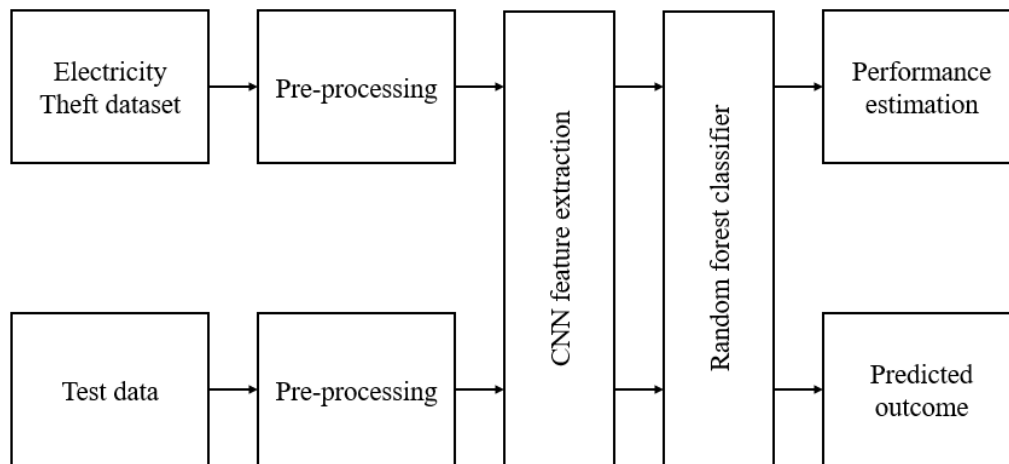 Electricity
Theft dataset
Pre-processing
CNN feature extraction
Random forest classifier
Performance
estimation
Test data
Pre-processing
Predicted
outcome